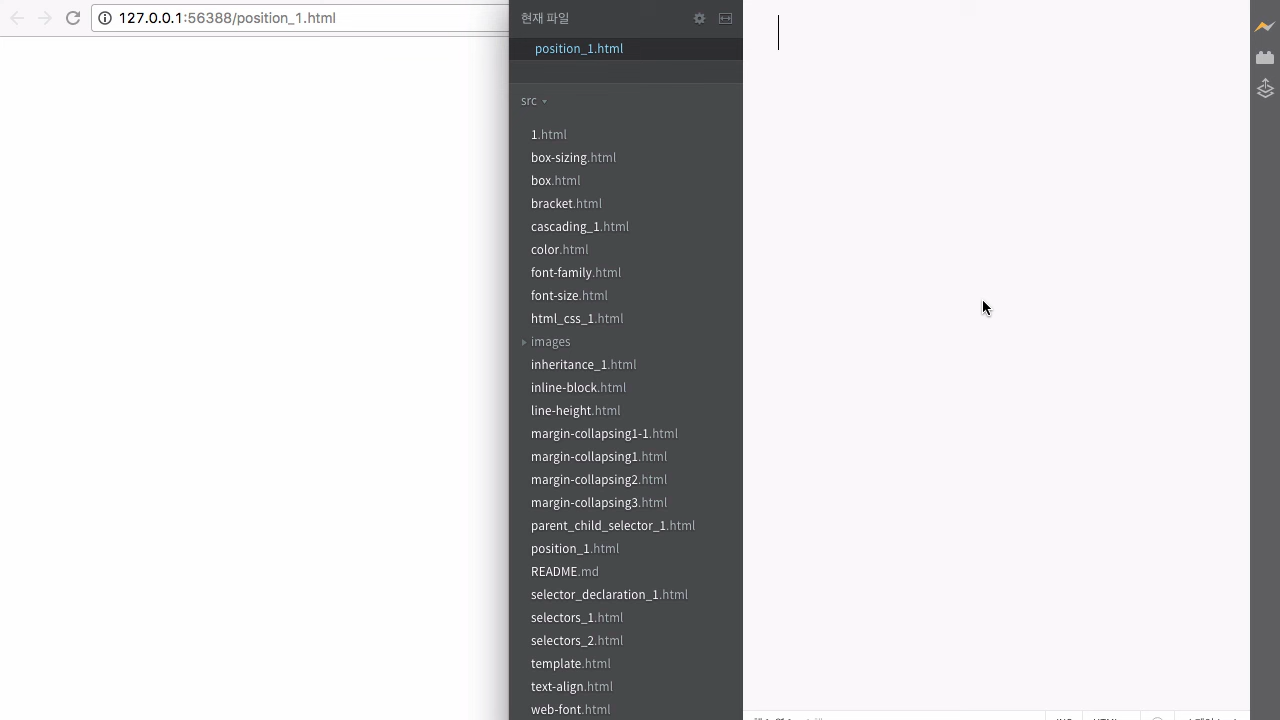 127.0.0.1:56388/position_1.html
현재 파일
position_1.html
src
1.html
box-sizing.html
box.html
bracket.html
cascading_1.html
color.html
font-family.html
font-size.html
html_css_1.html
images
inheritance_1.html
inline-block.html
line-height.html
margin-collapsing1-1.html
margin-collapsing1.html
margin-collapsing2.html
margin-collapsing3.html
parent_child_selector_1.html
position_1.html
README.md
selector_declaration_1.html
selectors_1.html
selectors_2.html
template.html
text-align.html
web-font.html